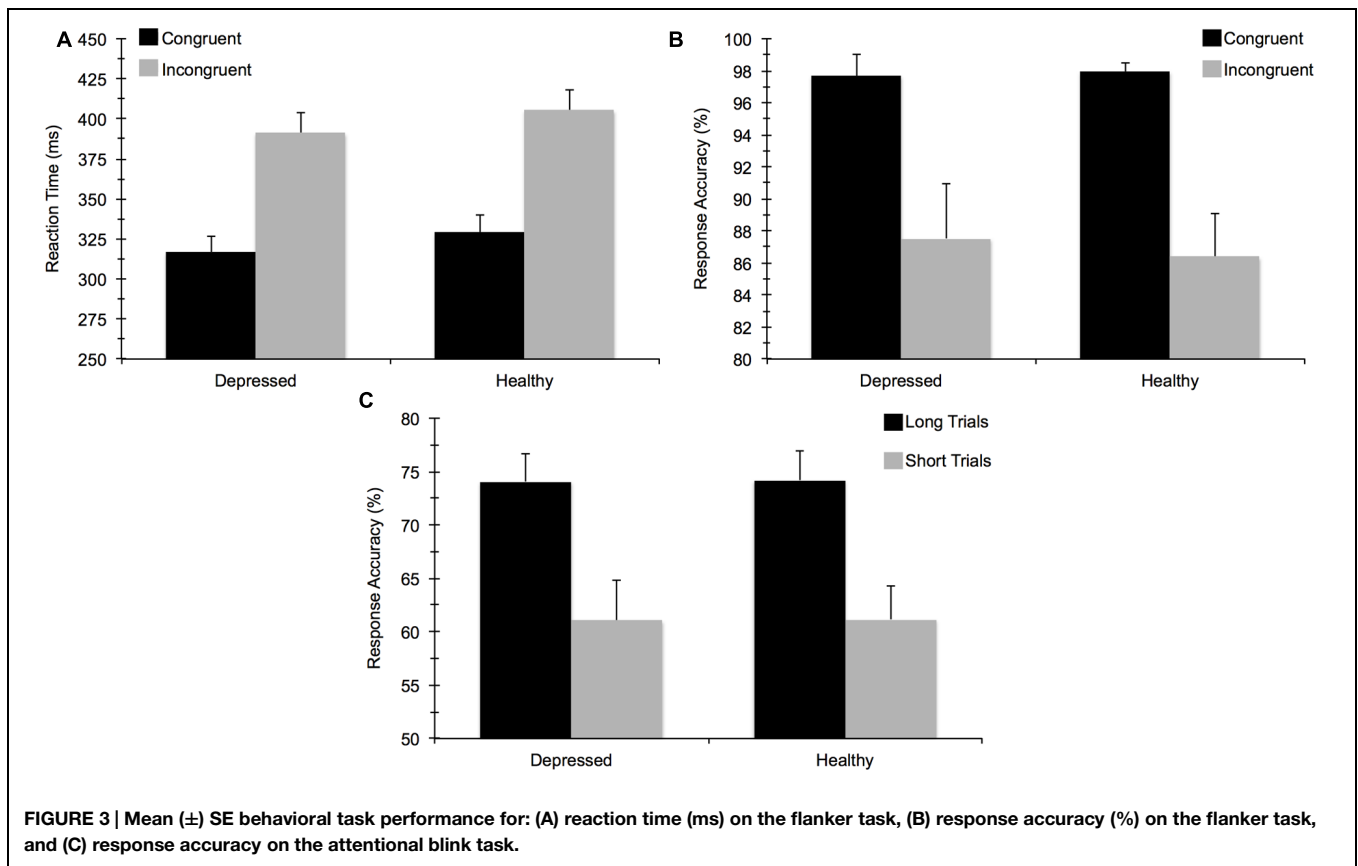 A
450
425
400
375
350
325
300
275
250
Reaction Time (ms)
Congruent
Incongruent
Depressed
Healthy
B
100
98
96
94
92
90
88
86
84
82
80
Response Accuracy (%)
Congruent
Incongruent
Depressed
Healthy
C
80
75
70
65
60
55
50
Response Accuracy (%)
Long Trials
Short Trials
Depressed
Healthy
FIGURE 3 | Mean (±) SE behavioral task performance for: (A) reaction time (ms) on the flanker task, (B) response accuracy (%) on the flanker task,
and (C) response accuracy on the attentional blink task.